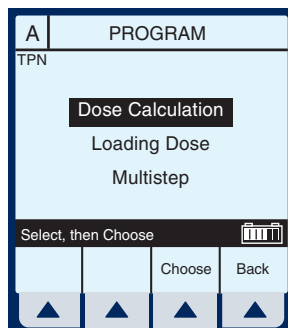 A PROGRAM
TPN
Dose Calculation
Loading Dose
Multistep
Select, then Choose
Choose Back